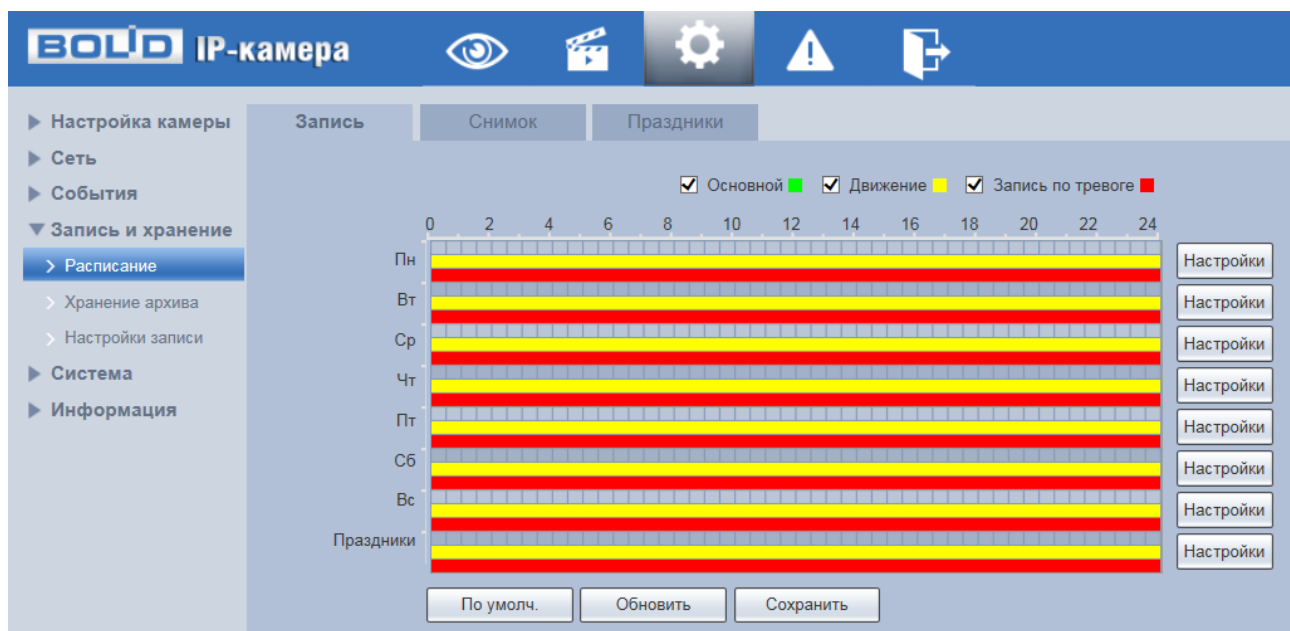 BOLID IP-камера
Настройка камеры
Сеть
События
Запись и хранение
Расписание
Хранение архива
Настройки записи
Система
Информация
Запись Снимок Праздники
Основной Движение Запись по тревоге
0 2 4 6 8 10 12 14 16 18 20 22 24
Пн Настройки
Вт Настройки
Ср Настройки
Чт Настройки
Пт Настройки
Сб Настройки
Вс Настройки
Праздники Настройки
По умолч. Обновить Сохранить